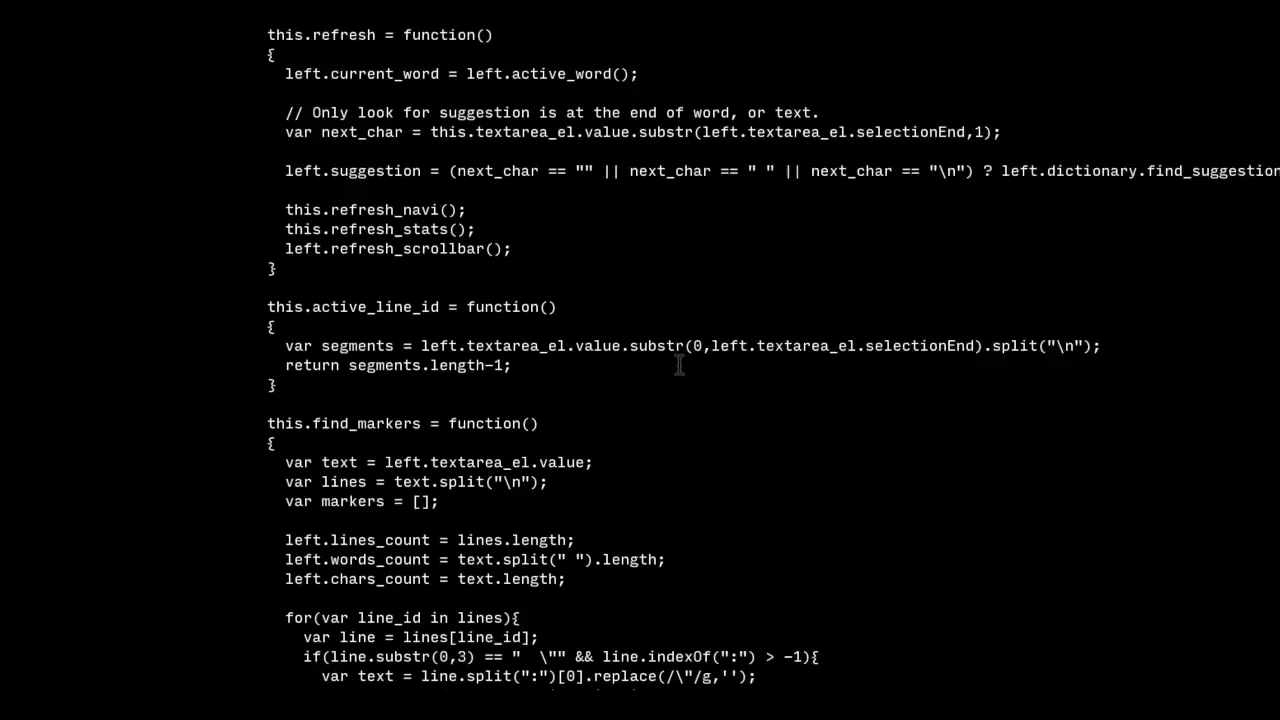 this.refresh = function()
{
  left.current_word = left.active_word();

  // Only look for suggestion is at the end of word, or text.
  var next_char = this.textarea_el.value.substr(left.textarea_el.selectionEnd,1);

  left.suggestion = (next_char == "" || next_char == " " || next_char == "\n") ? left.dictionary.find_suggestion

  this.refresh_navi();
  this.refresh_stats();
  left.refresh_scrollbar();
}

this.active_line_id = function()
{
  var segments = left.textarea_el.value.substr(0,left.textarea_el.selectionEnd).split("\n");
  return segments.length-1;
}

this.find_markers = function()
{
  var text = left.textarea_el.value;
  var lines = text.split("\n");
  var markers = [];

  left.lines_count = lines.length;
  left.words_count = text.split(" ").length;
  left.chars_count = text.length;

  for(var line_id in lines){
    var line = lines[line_id];
    if(line.substr(0,3) == "  \"" && line.indexOf(":") > -1){
      var text = line.split(":")[0].replace(/\"/g,'');